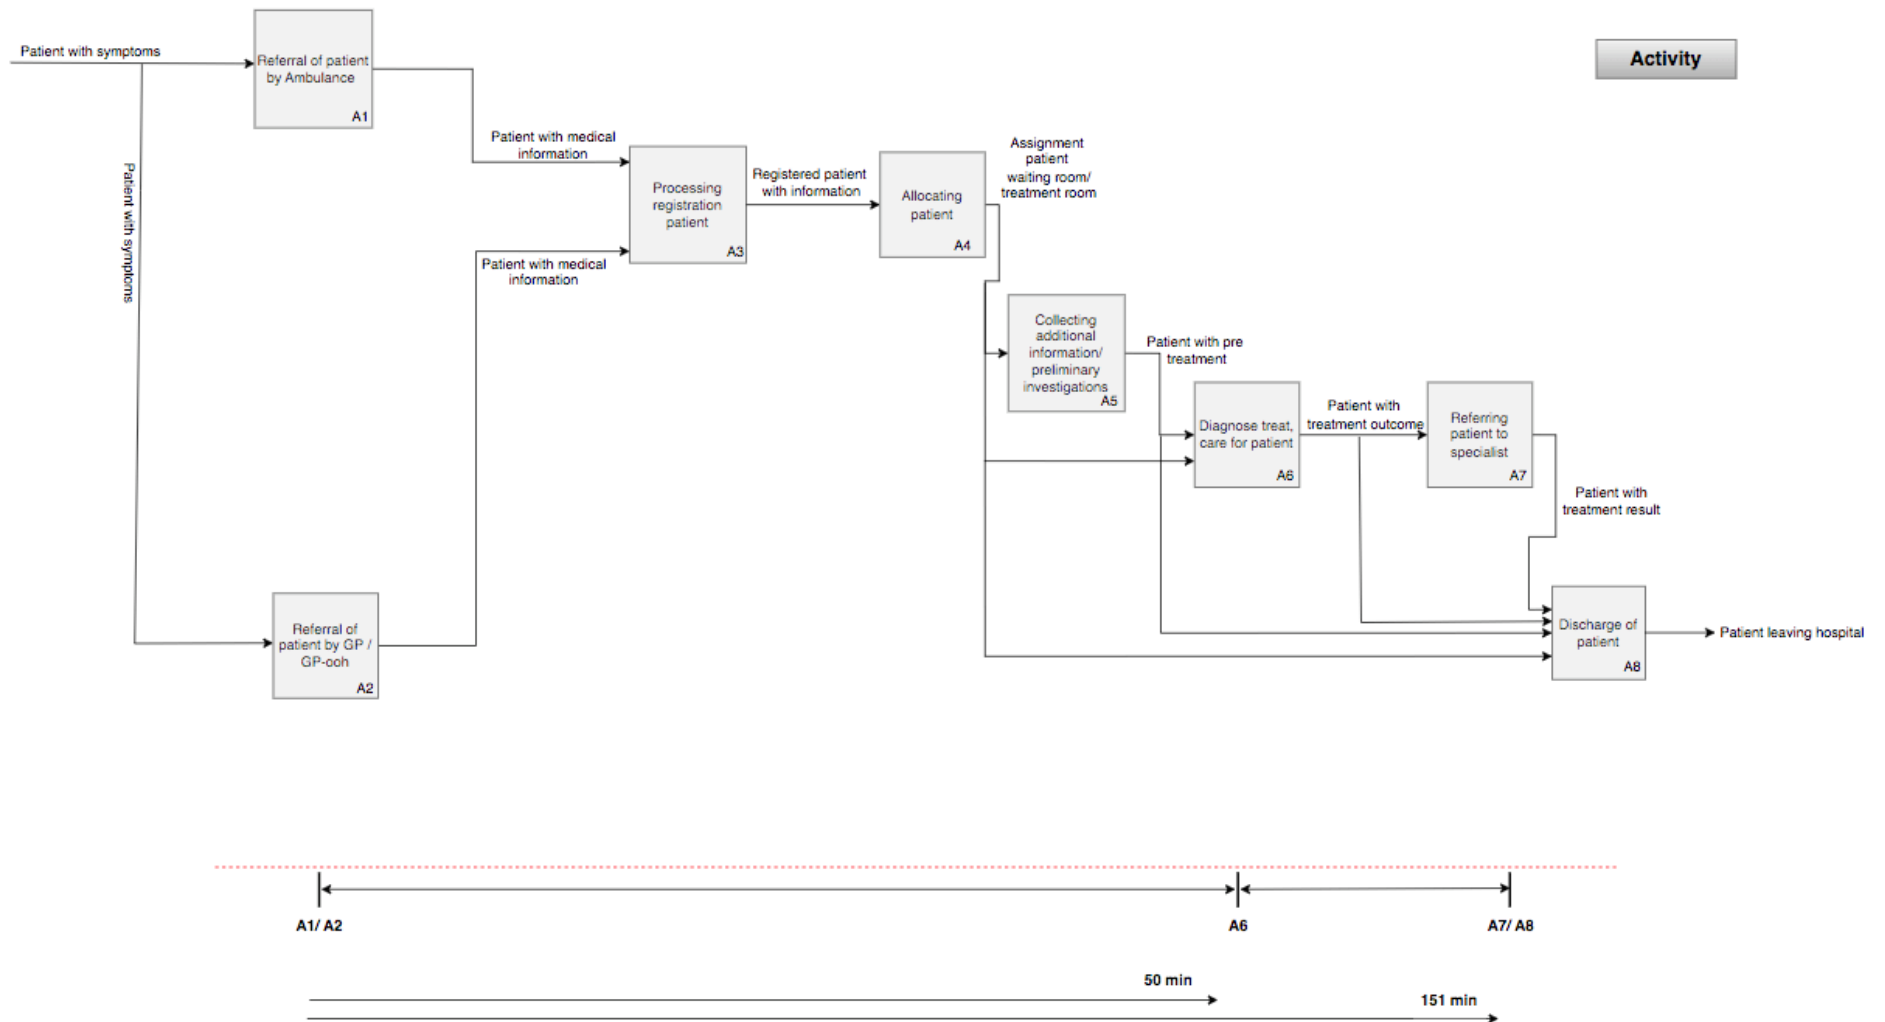 Patient with symptoms
Referral of patient
by Ambulance
A1
Activity
Patient with symptoms
Patient with medical
information
Processing
registration
patient
A3
Registered patient
with information
Allocating
patient
A4
Assignment
patient
waiting room/
treatment room
Patient with medical
information
Collecting
additional
information/
preliminary
investigations
A5
Patient with pre
treatment
Diagnose treat,
care for patient
A6
Patient with
treatment outcome
Referring
patient to
specialist
A7
Patient with
treatment result
Referral of
patient by GP /
GP-ooh
A2
Discharge of
patient
A8
Patient leaving hospital
A1/ A2
A6
A7/ A8
50 min
151 min